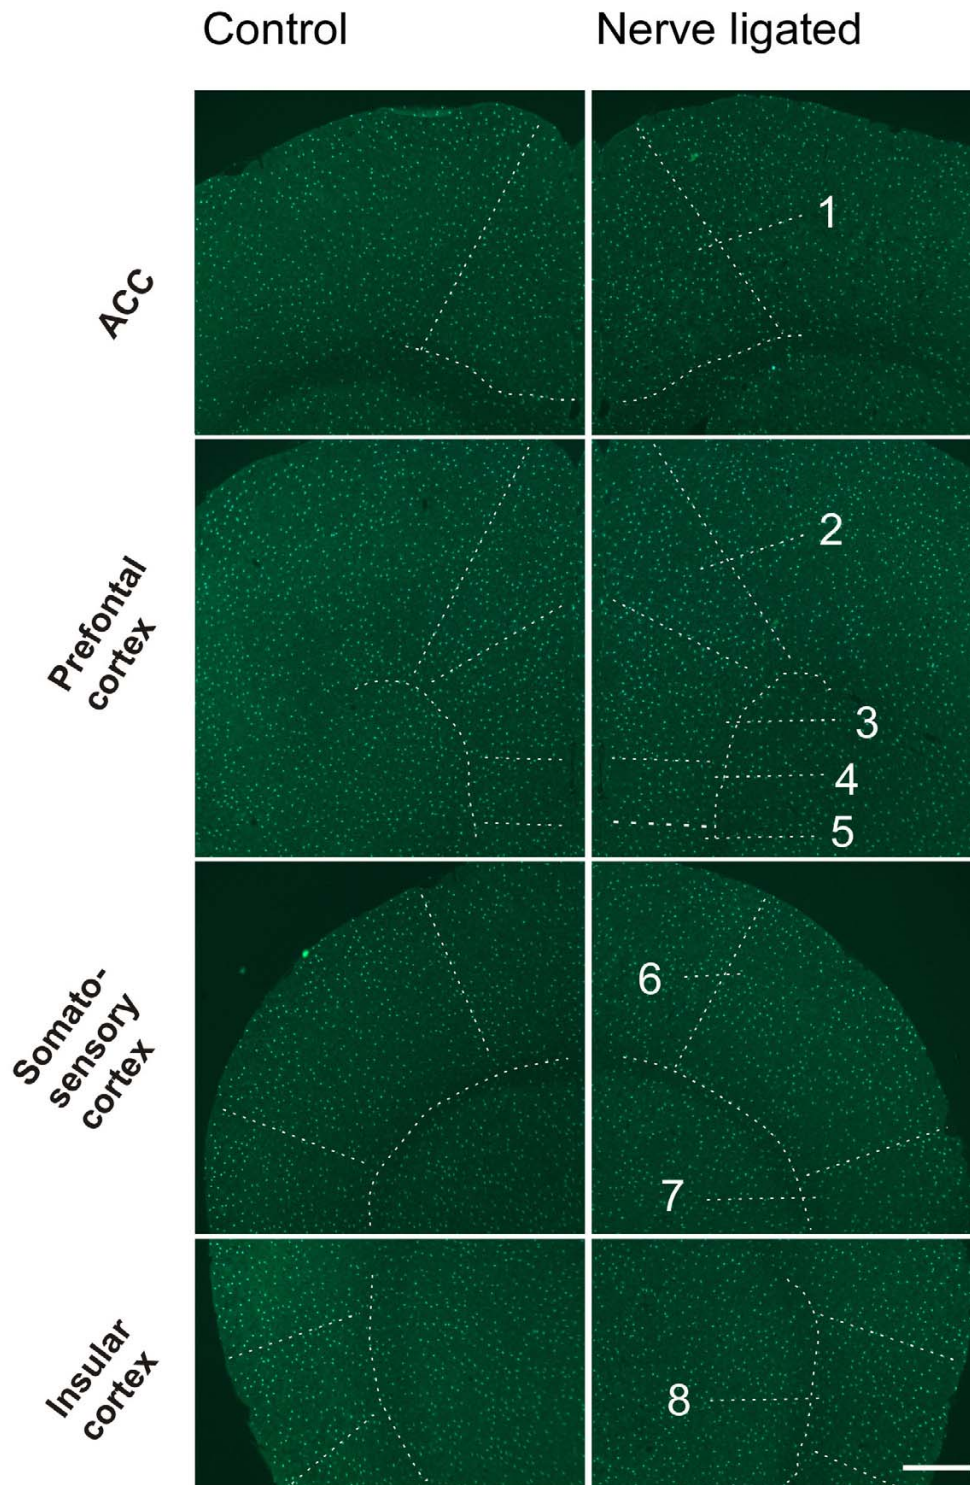 Control
Nerve ligated
ACC
1
Prefontal
cortex
2
3
4
5
Somato-
sensory
cortex
6
7
Insular
cortex
8